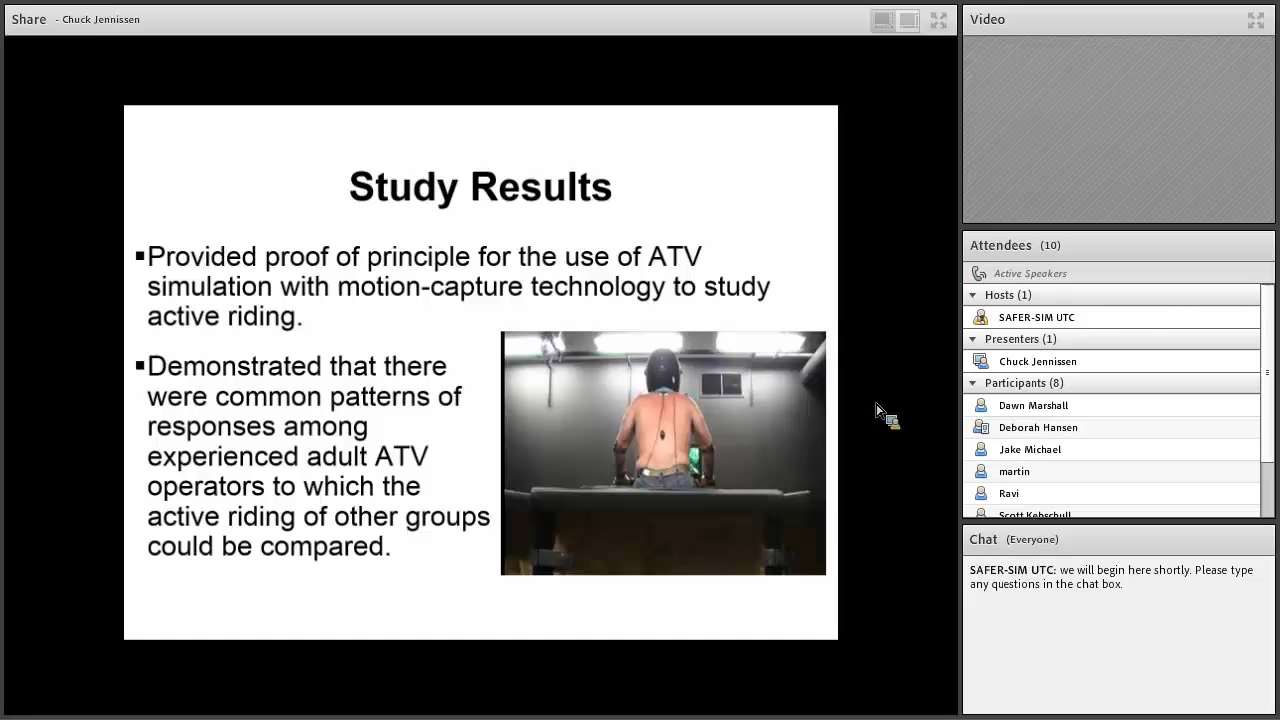 Share - Chuck Jennissen
Study Results
▪Provided proof of principle for the use of ATV
simulation with motion-capture technology to study
active riding.
▪Demonstrated that there
were common patterns of
responses among
experienced adult ATV
operators to which the
active riding of other groups
could be compared.
Video
Attendees (10)
Active Speakers
Hosts (1)
SAFER-SIM UTC
Presenters (1)
Chuck Jennissen
Participants (8)
Dawn Marshall
Deborah Hansen
Jake Michael
martin
Ravi
Scott Kebschull
Chat (Everyone)
SAFER-SIM UTC: we will begin here shortly. Please type
any questions in the chat box.